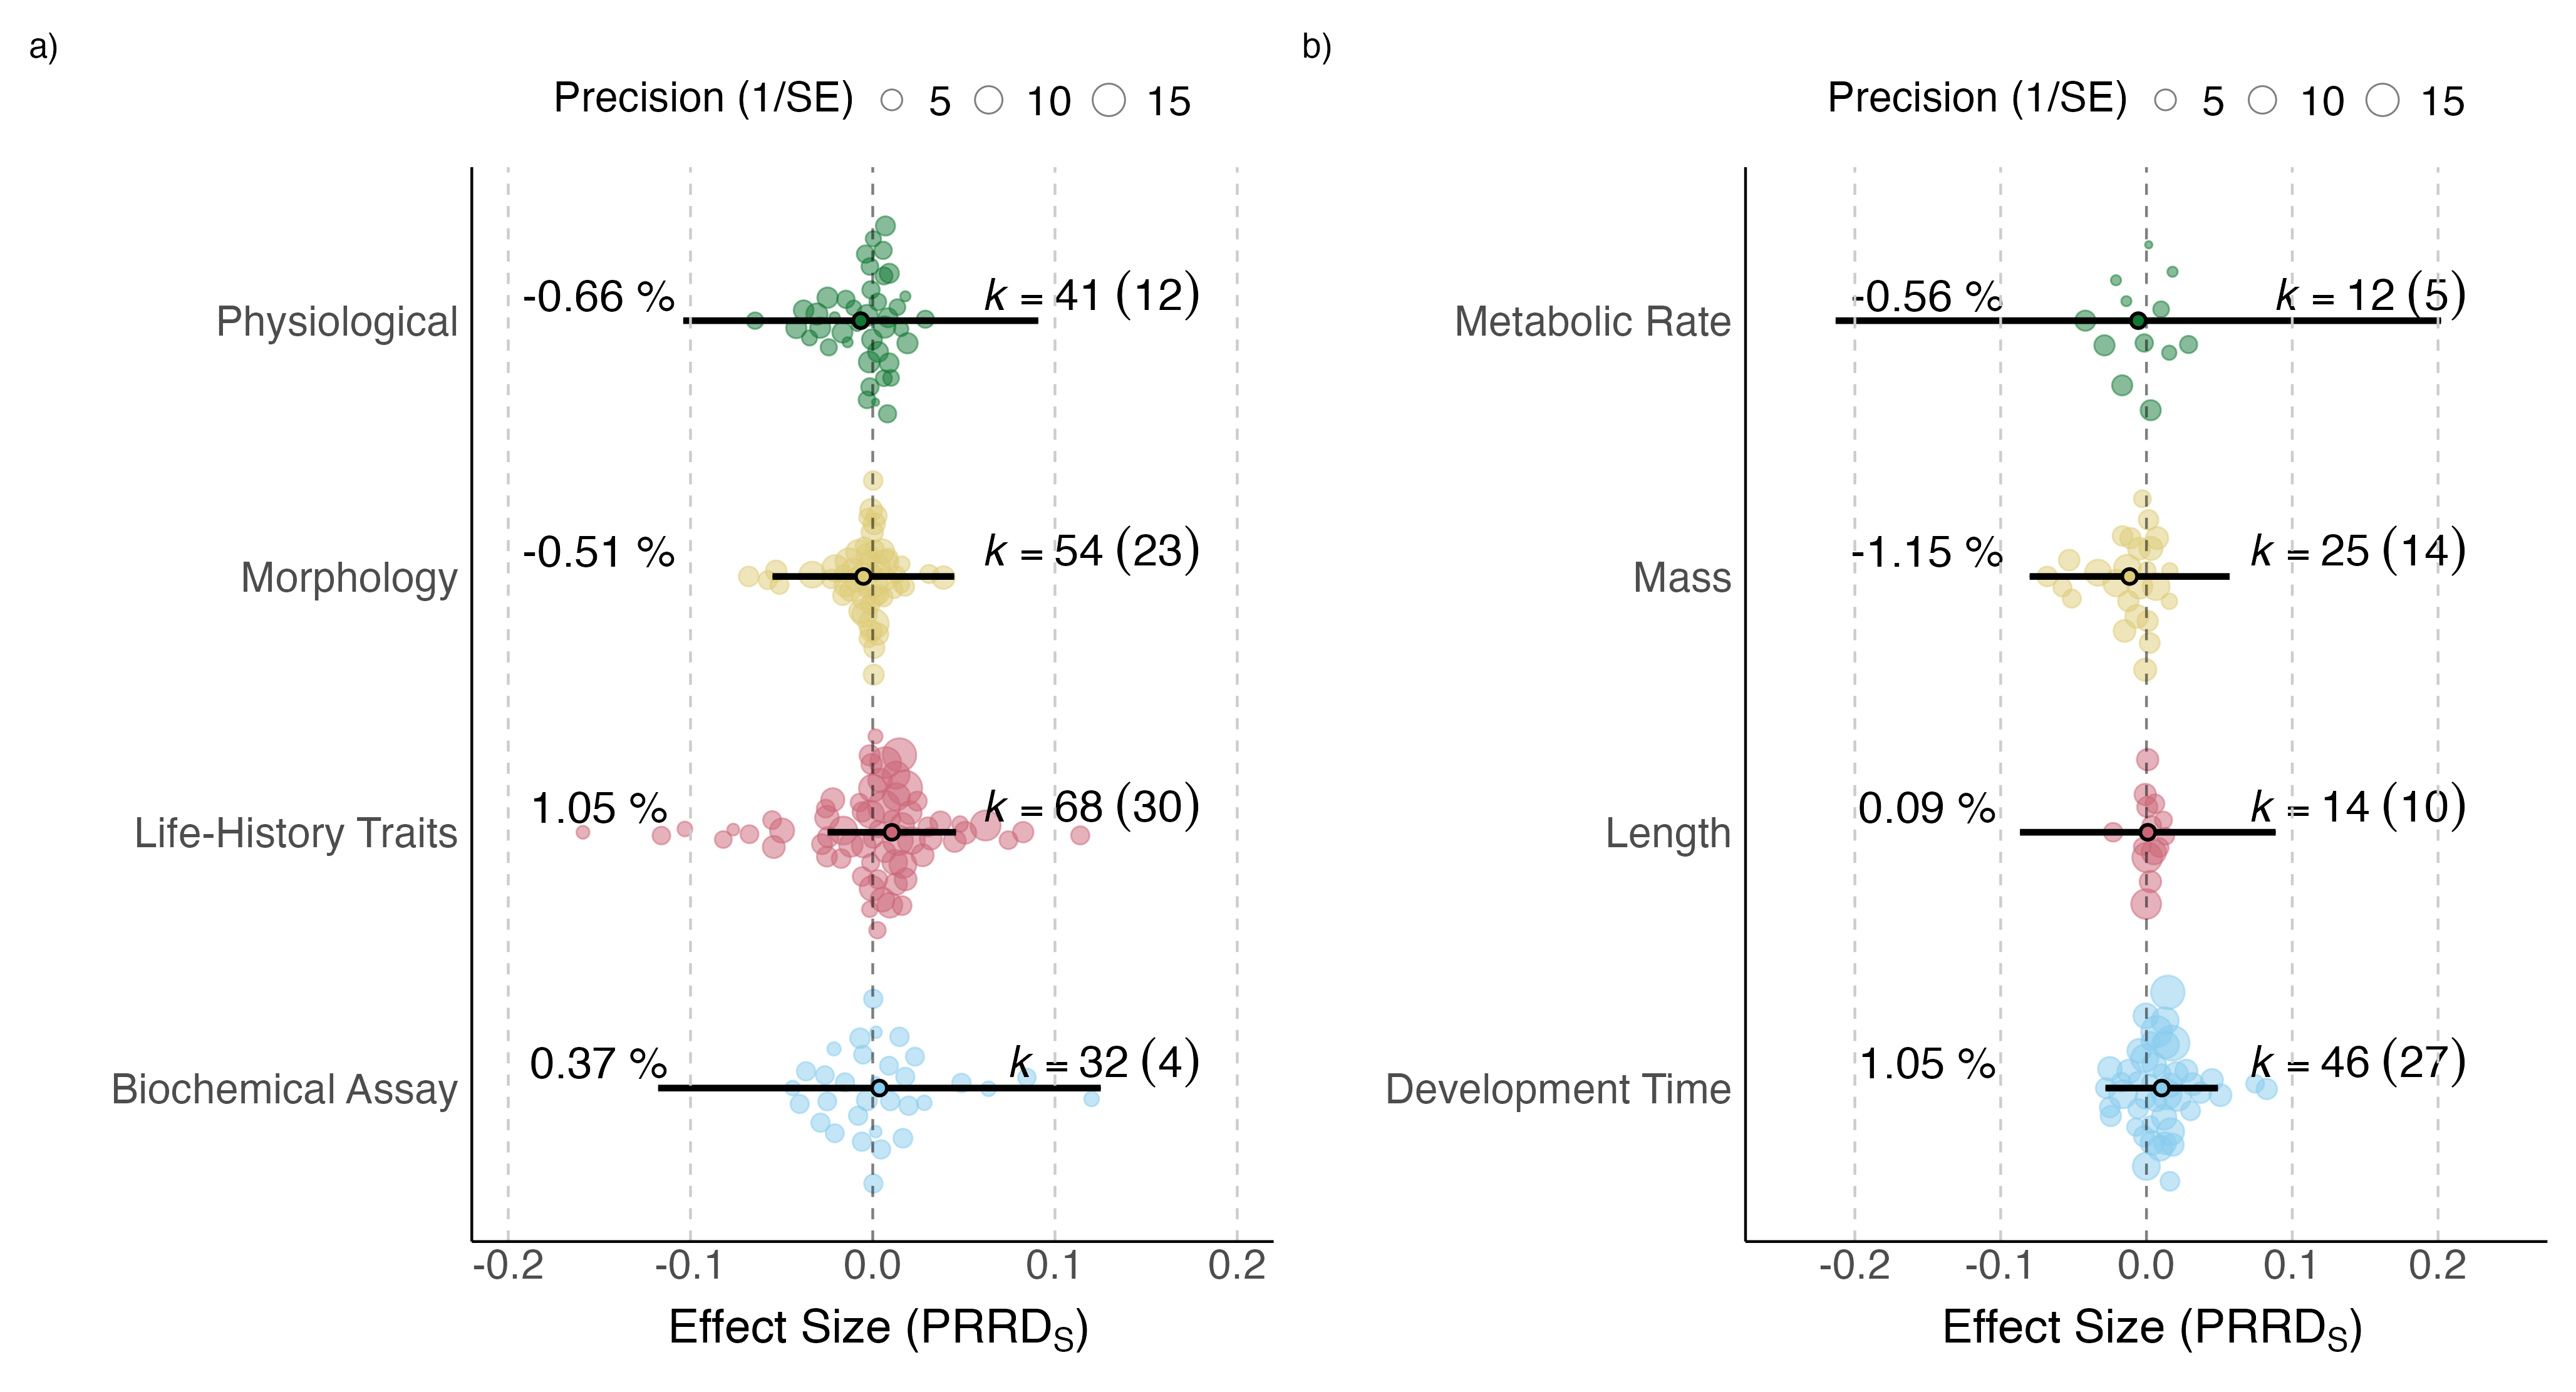 a)
Precision (1/SE) 5 10 15
Physiological -0.66 % k = 41 (12)
Morphology -0.51 % k = 54 (23)
Life-History Traits 1.05 % k = 68 (30)
Biochemical Assay 0.37 % k = 32 (4)
-0.2 -0.1 0.0 0.1 0.2
Effect Size (PRRDS)
b)
Precision (1/SE) 5 10 15
Metabolic Rate -0.56 % k = 12 (5)
Mass -1.15 % k = 25 (14)
Length 0.09 % k = 14 (10)
Development Time 1.05 % k = 46 (27)
-0.2 -0.1 0.0 0.1 0.2
Effect Size (PRRDS)